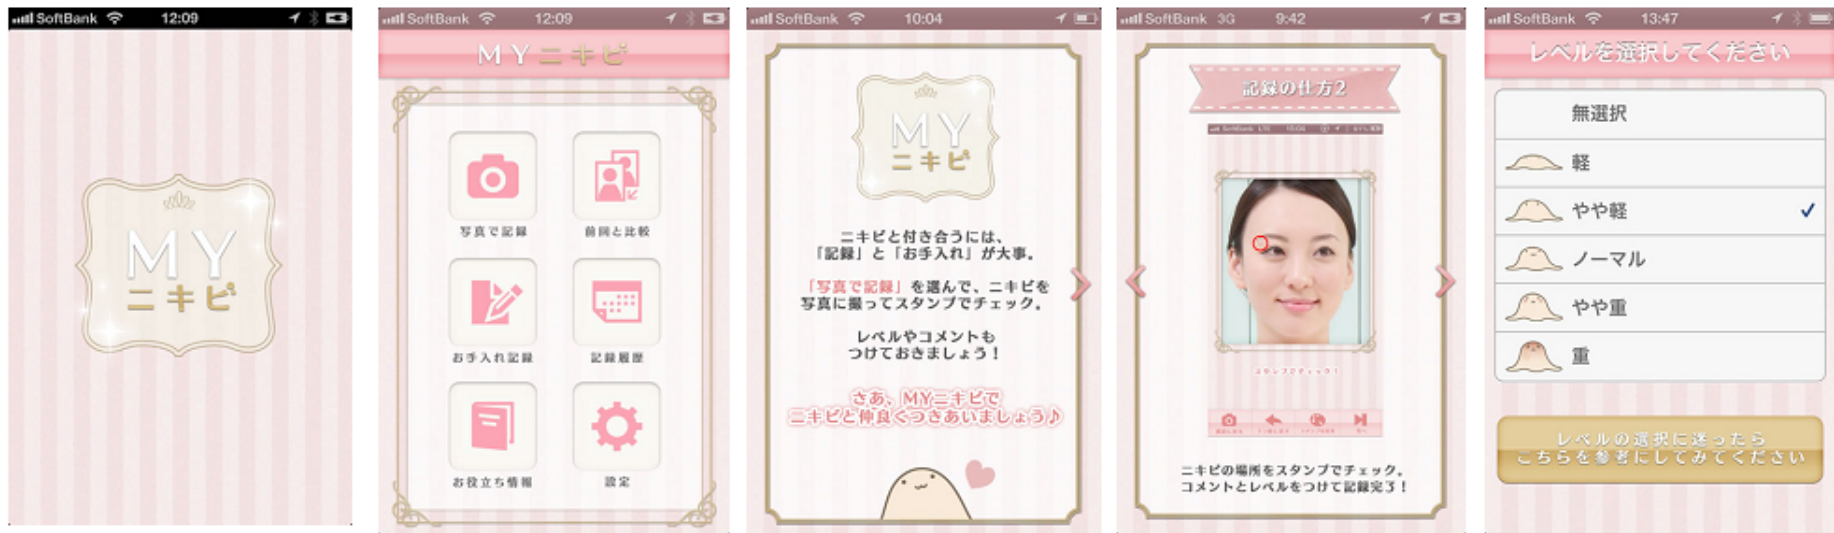 SoftBank 12:09
MY
ニキビ
SoftBank 12:09
MYニキビ
写真で記録
前回と比較
お手入れ記録
記録履歴
お役立ち情報
設定
SoftBank 10:04
MY
ニキビ
ニキビと付き合うには、
「記録」と「お手入れ」が大事。
「写真で記録」を選んで、ニキビを
写真に撮ってスタンプでチェック。
レベルやコメントも
つけておきましょう！
さあ、MYニキビで
ニキビと仲良くつきあいましょう♪
SoftBank 3G 9:42
記録の仕方2
スタンプでチェック！
ニキビの場所をスタンプでチェック。
コメントとレベルをつけて記録完了！
SoftBank 13:47
レベルを選択してください
無選択
軽
やや軽
ノーマル
やや重
重
レベルの選択に迷ったら
こちらを参考にしてみてください